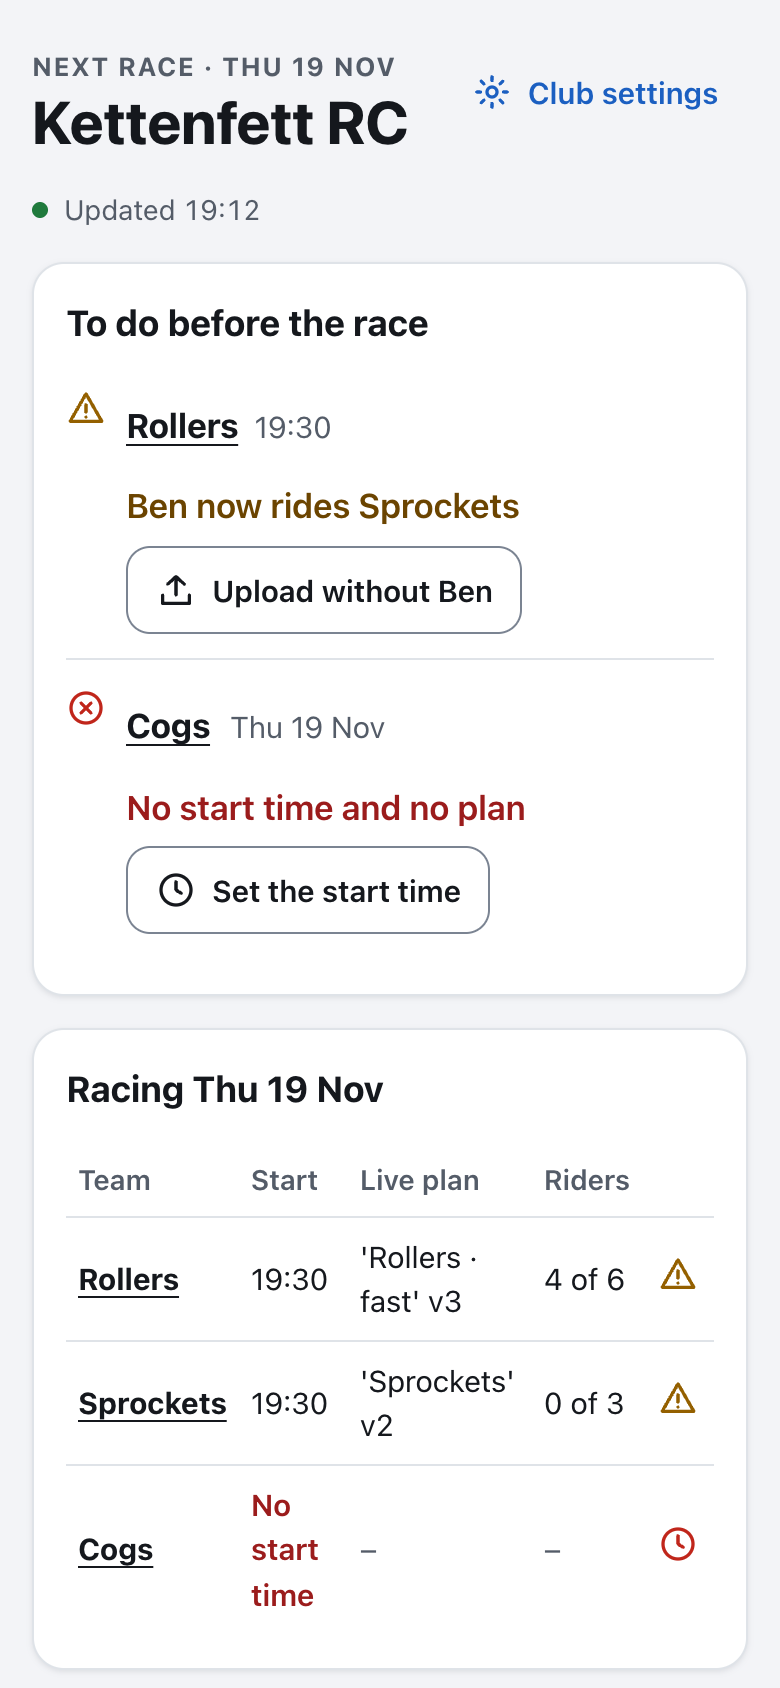 NEXT RACE · THU 19 NOV
Kettenfett RC
Club settings
Updated 19:12
To do before the race
Rollers 19:30
Ben now rides Sprockets
Upload without Ben
Cogs Thu 19 Nov
No start time and no plan
Set the start time
Racing Thu 19 Nov
Team Start Live plan Riders
Rollers 19:30 'Rollers · fast' v3 4 of 6
Sprockets 19:30 'Sprockets' v2 0 of 3
Cogs No start time – –